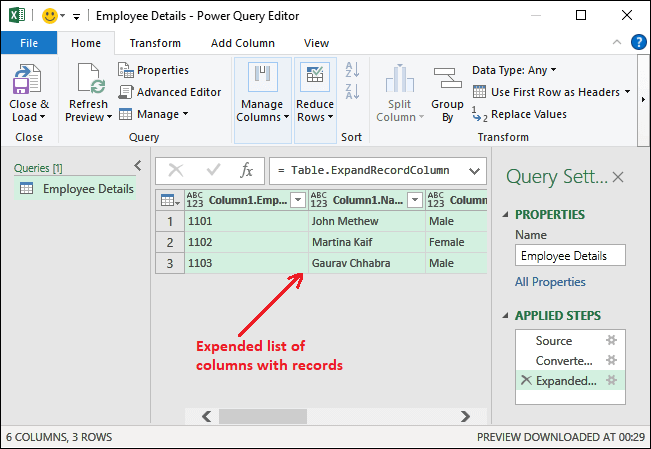 Employee Details - Power Query Editor
File Home Transform Add Column View
Close & Load
Refresh Preview
Properties
Advanced Editor
Manage
Manage Columns
Reduce Rows
Split Column
Group By
Data Type: Any
Use First Row as Headers
Replace Values
Close Query Sort Transform
Queries [1]
Employee Details
= Table.ExpandRecordColumn
ABC 123 Column1.Emp... ABC 123 Column1.Na... ABC 123 Column
1 1101 John Methew Male
2 1102 Martina Kaif Female
3 1103 Gaurav Chhabra Male
Expended list of
columns with records
Query Sett...
PROPERTIES
Name
Employee Details
All Properties
APPLIED STEPS
Source
Converte...
Expanded...
6 COLUMNS, 3 ROWS
PREVIEW DOWNLOADED AT 00:29